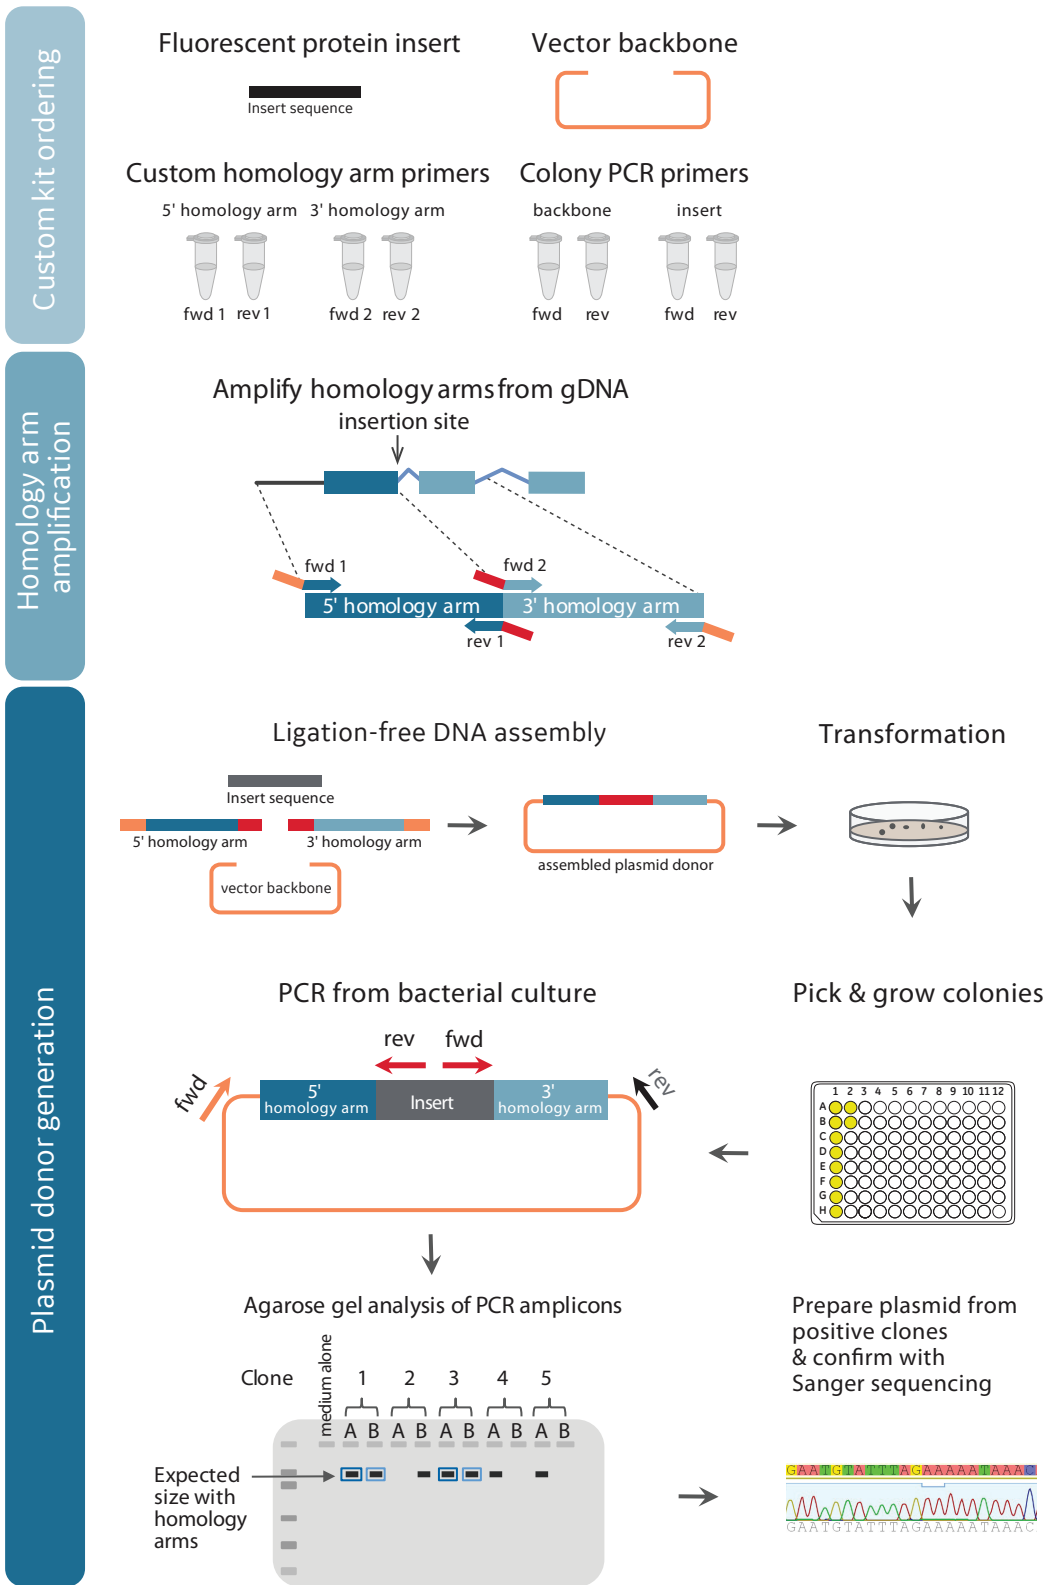 Custom kit ordering
Fluorescent protein insert
Vector backbone
Insert sequence
Custom homology arm primers
Colony PCR primers
5' homology arm
3' homology arm
backbone
insert
fwd 1
rev 1
fwd 2
rev 2
fwd
rev
fwd
rev
Homology arm
amplification
Amplify homology arms from gDNA
insertion site
fwd 1
fwd 2
5' homology arm
3' homology arm
rev 1
rev 2
Plasmid donor generation
Ligation-free DNA assembly
Transformation
Insert sequence
5' homology arm
3' homology arm
vector backbone
assembled plasmid donor
PCR from bacterial culture
Pick & grow colonies
rev
fwd
fwd
rev
5'
homology arm
Insert
3'
homology arm
1 2 3 4 5 6 7 8 9 10 11 12
A
B
C
D
E
F
G
H
Agarose gel analysis of PCR amplicons
Prepare plasmid from
positive clones
& confirm with
Sanger sequencing
Clone
medium alone
1 2 3 4 5
A B A B A B A B A B
Expected
size with
homology
arms
GAATGTATTTAGAAAAATAAAC
GAATGTATTTAGAAAAATAAAC